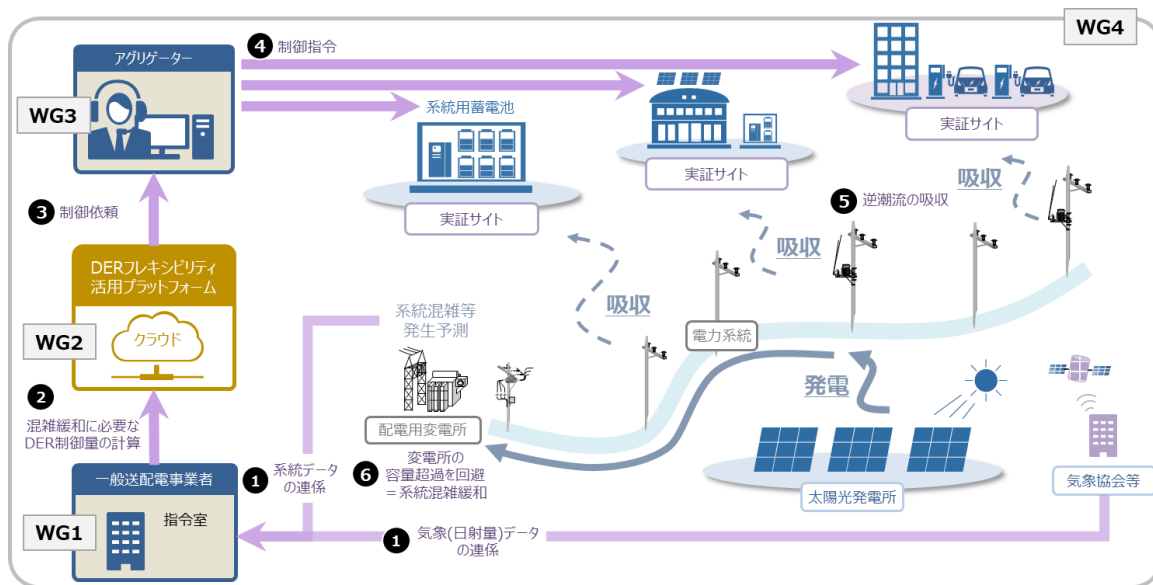 WG4
アグリゲーター
WG3
❹ 制御指令
系統用蓄電池
実証サイト
実証サイト
実証サイト
❸ 制御依頼
DERフレキシビリティ
活用プラットフォーム
WG2
クラウド
❷
混雑緩和に必要な
DER制御量の計算
一般送配電事業者
WG1
指令室
❶ 系統データ
の連係
系統混雑等
発生予測
配電用変電所
❻ 変電所の
容量超過を回避
＝系統混雑緩和
❺ 逆潮流の吸収
吸収
吸収
吸収
電力系統
発電
太陽光発電所
気象協会等
❶ 気象(日射量)データ
の連係